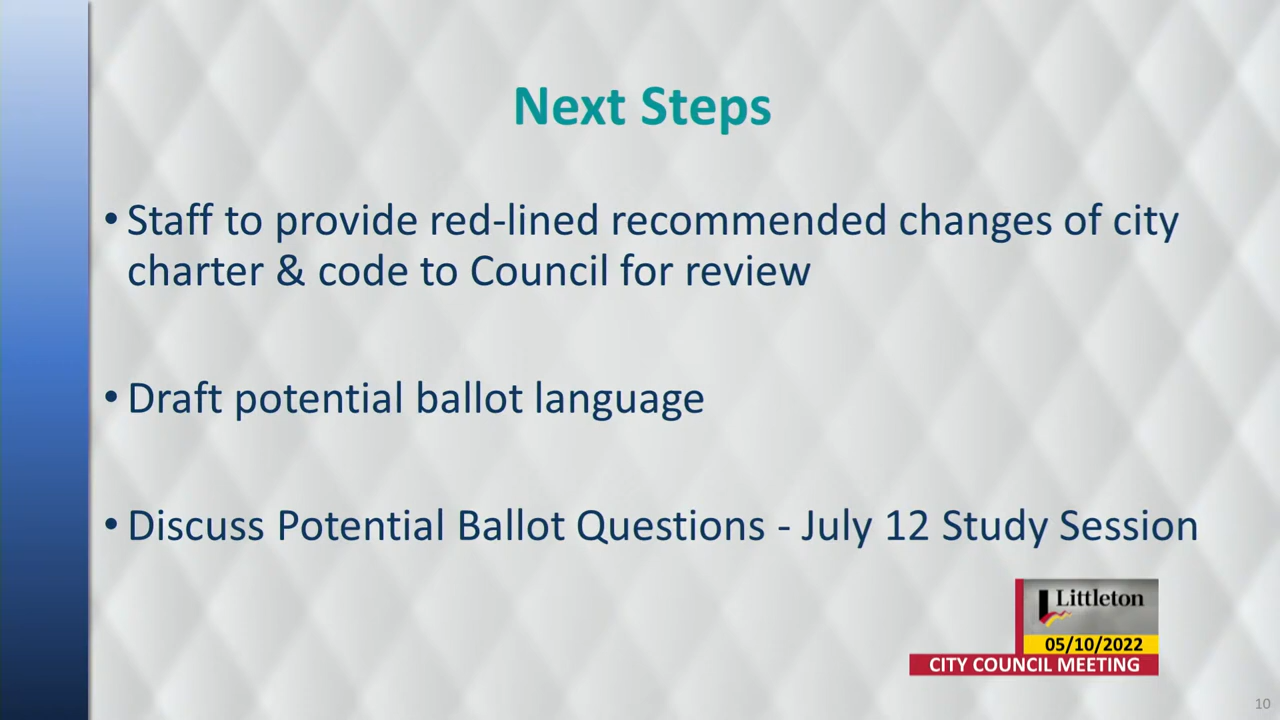 Next Steps
• Staff to provide red-lined recommended changes of city
charter & code to Council for review
• Draft potential ballot language
• Discuss Potential Ballot Questions - July 12 Study Session
Littleton
05/10/2022
CITY COUNCIL MEETING
10